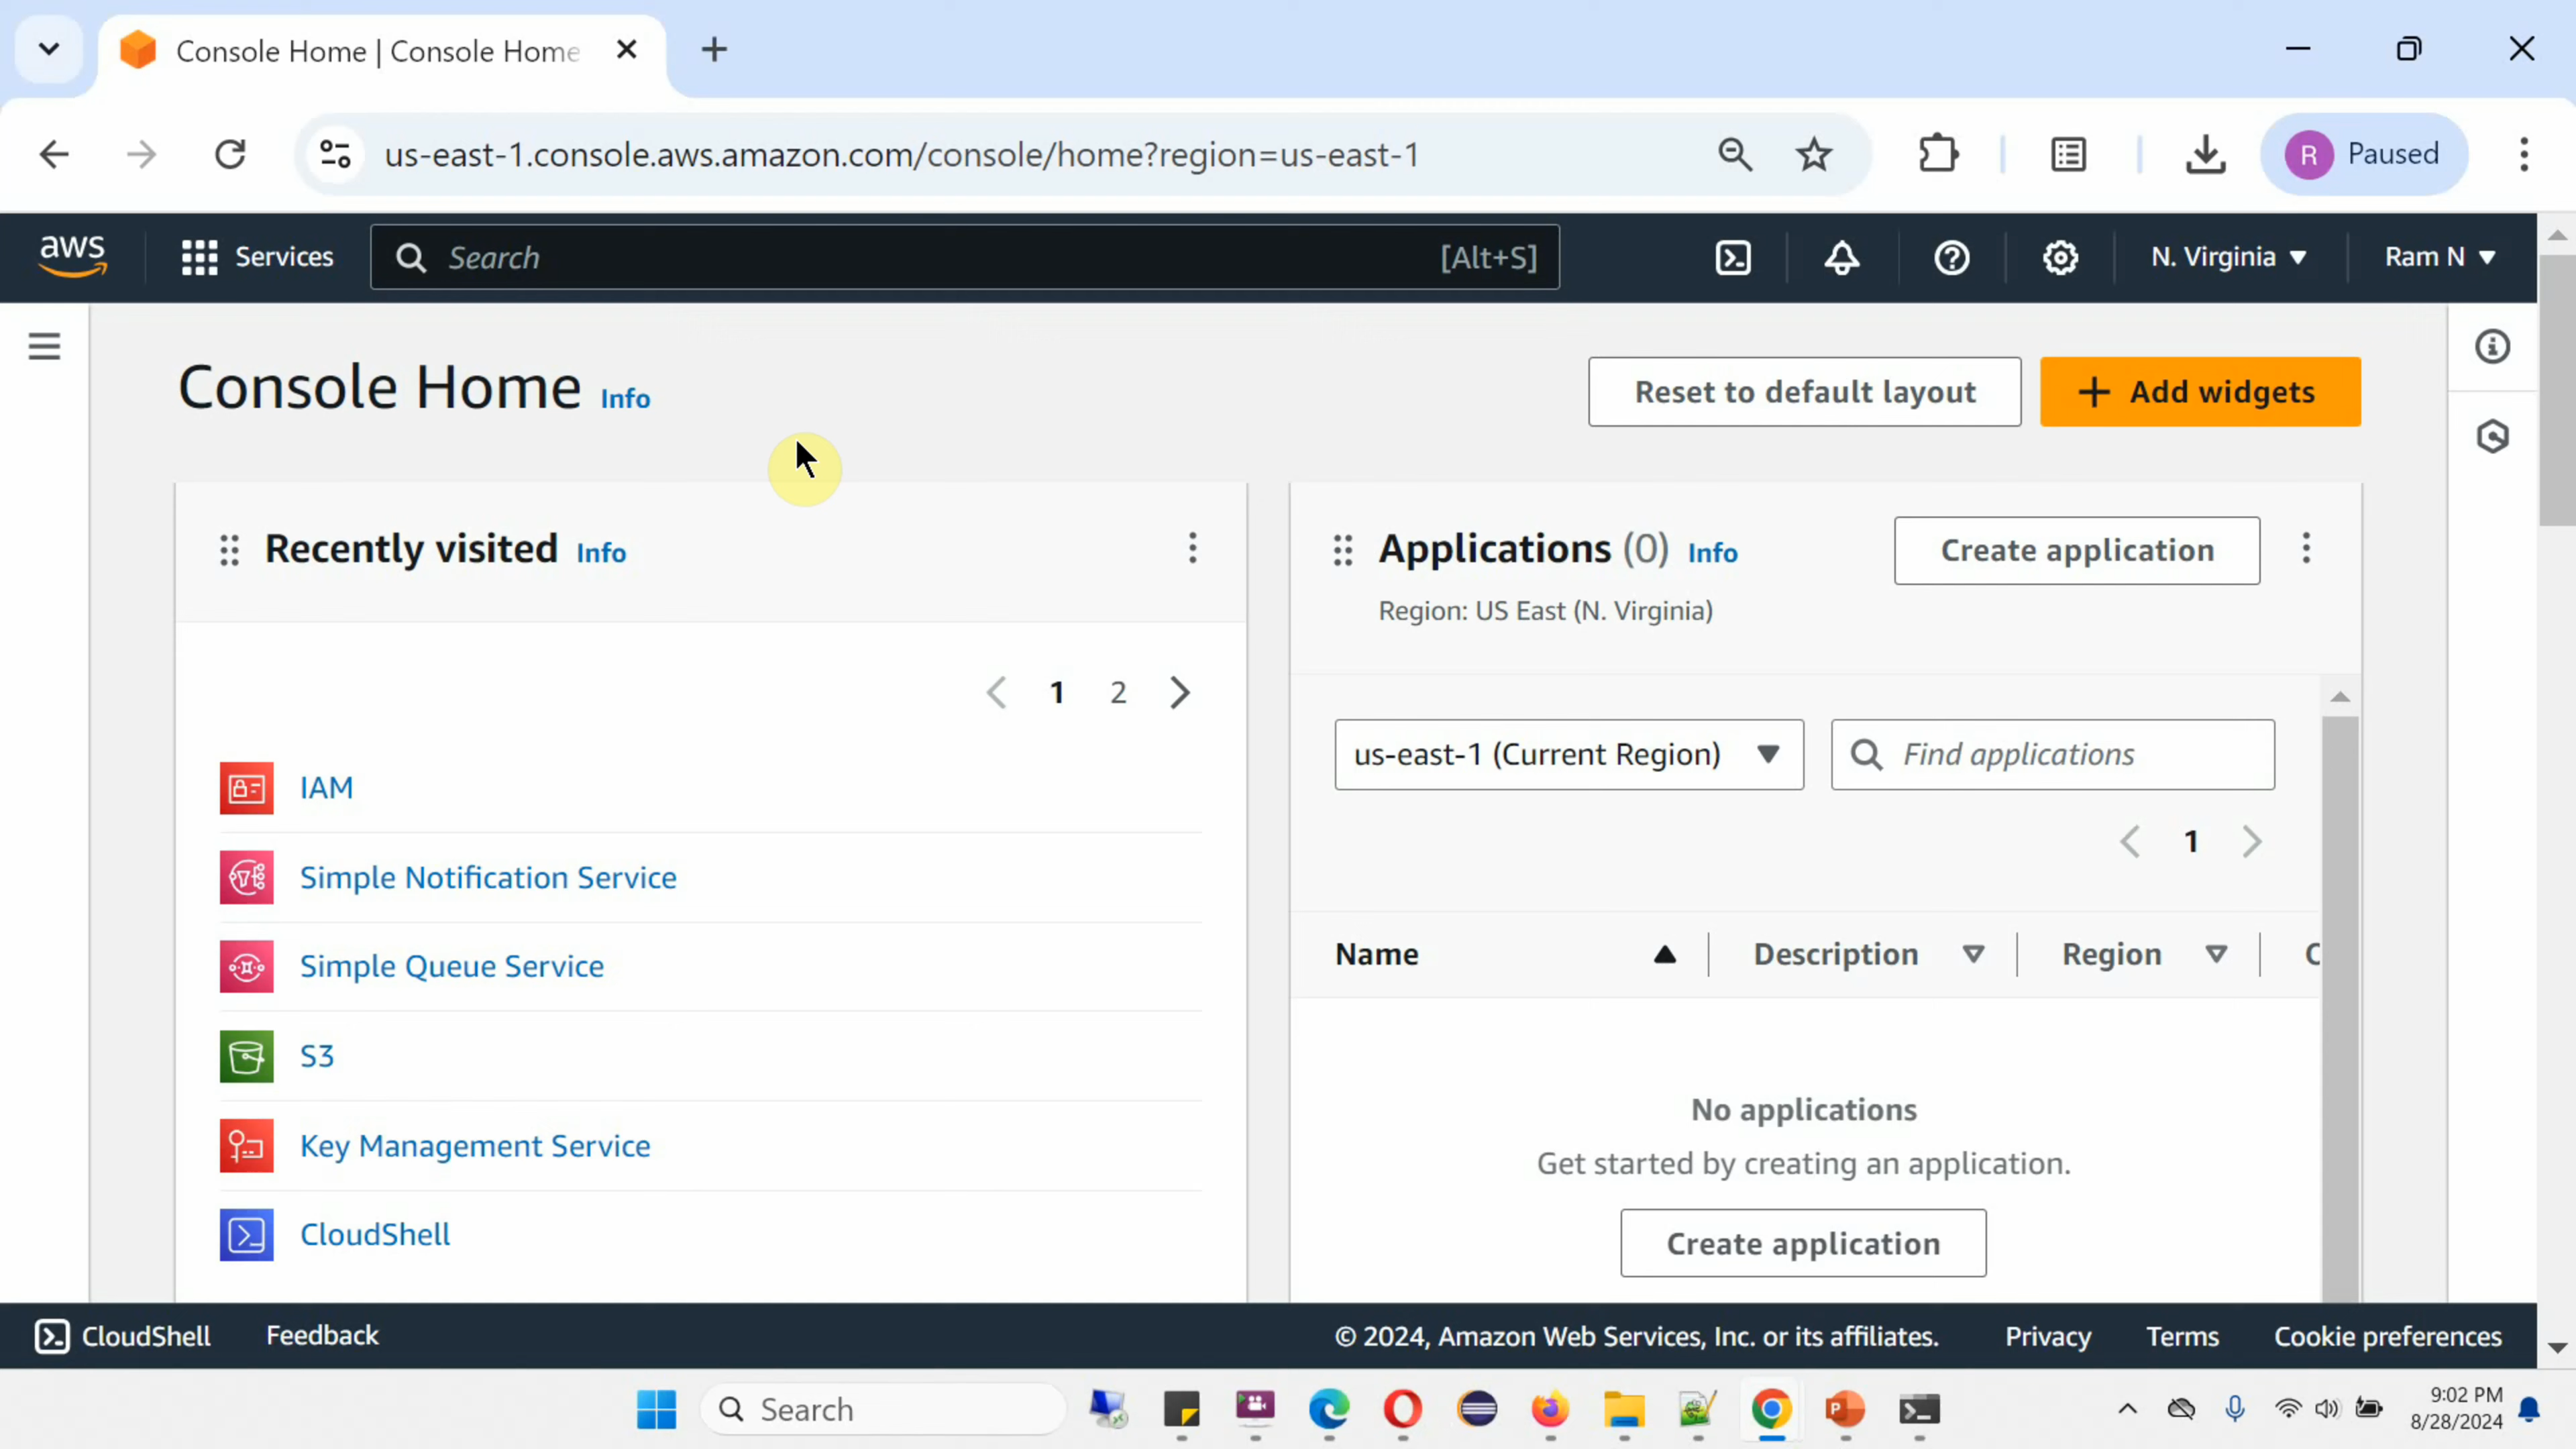 Console Home | Console Home
us-east-1.console.aws.amazon.com/console/home?region=us-east-1
R Paused
aws Services Search [Alt+S] N. Virginia Ram N
Console Home Info
Reset to default layout
Add widgets
Recently visited Info
1 2
IAM
Simple Notification Service
Simple Queue Service
S3
Key Management Service
CloudShell
Applications (0) Info
Create application
Region: US East (N. Virginia)
us-east-1 (Current Region)
Find applications
1
Name Description Region
No applications
Get started by creating an application.
Create application
CloudShell Feedback © 2024, Amazon Web Services, Inc. or its affiliates. Privacy Terms Cookie preferences
Search
9:02 PM
8/28/2024